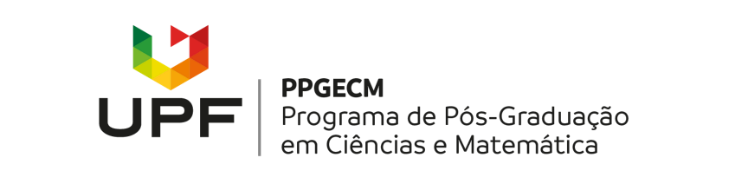 UPF
PPGECM
Programa de Pós-Graduação
em Ciências e Matemática